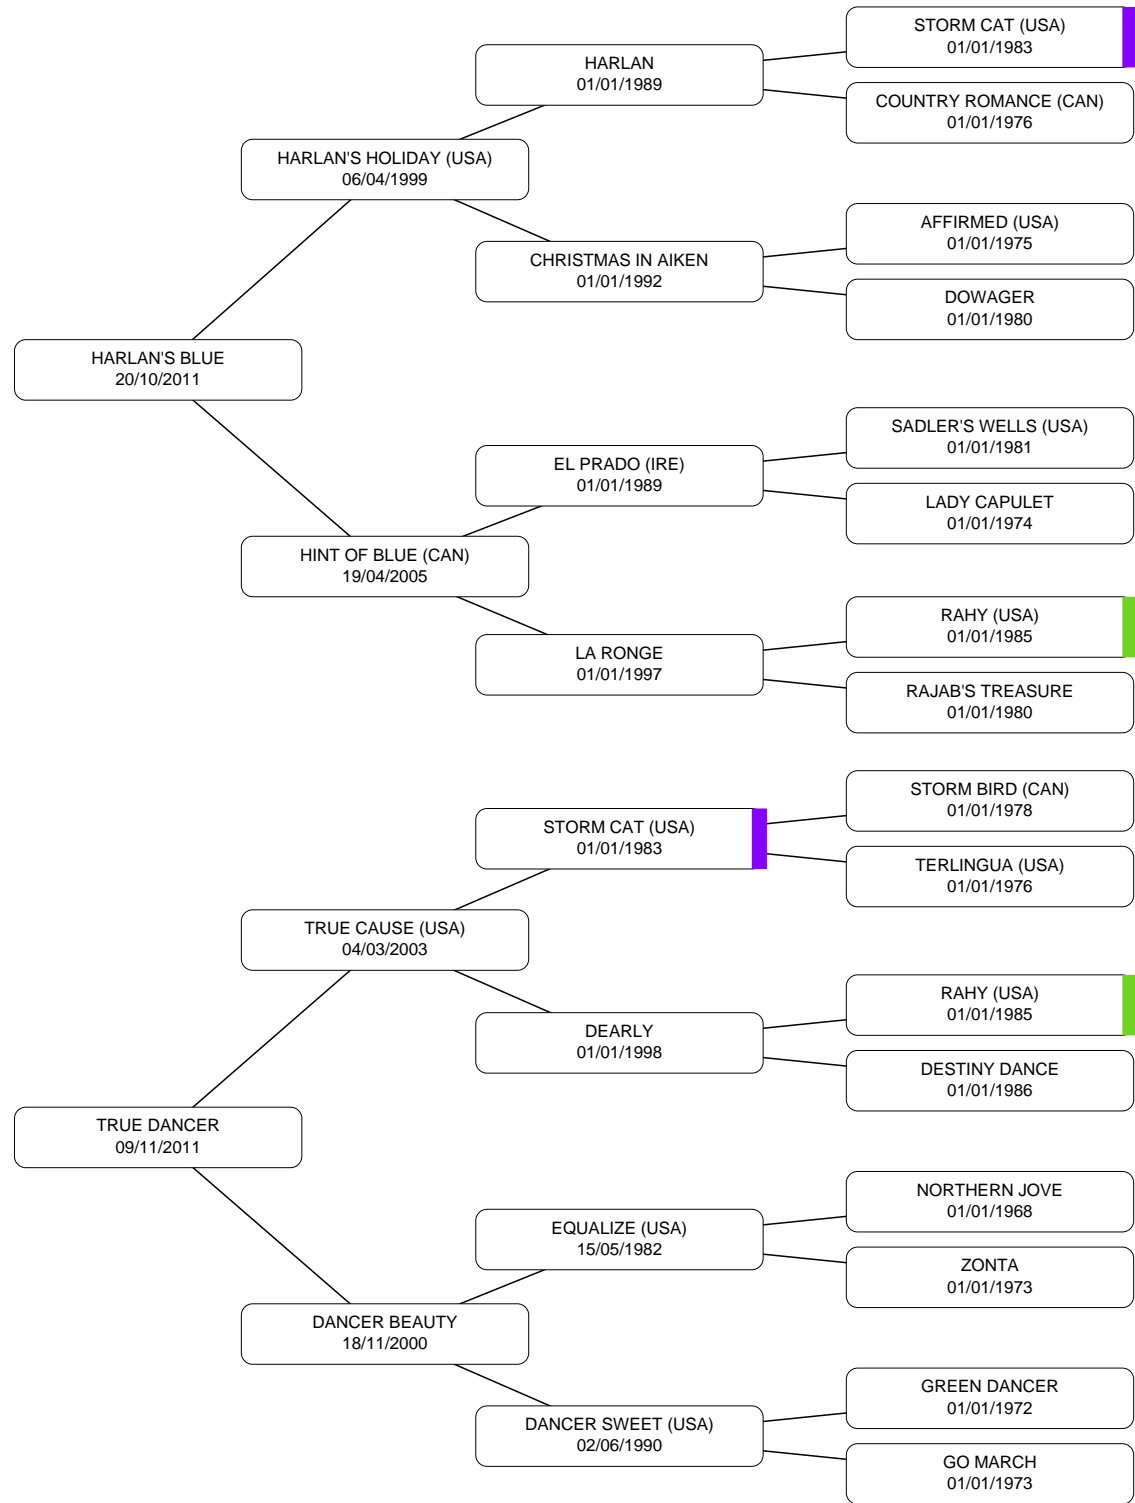 STORM CAT (USA)
01/01/1983
HARLAN
01/01/1989
COUNTRY ROMANCE (CAN)
01/01/1976
HARLAN'S HOLIDAY (USA)
06/04/1999
AFFIRMED (USA)
01/01/1975
CHRISTMAS IN AIKEN
01/01/1992
DOWAGER
01/01/1980
HARLAN'S BLUE
20/10/2011
SADLER'S WELLS (USA)
01/01/1981
EL PRADO (IRE)
01/01/1989
LADY CAPULET
01/01/1974
HINT OF BLUE (CAN)
19/04/2005
RAHY (USA)
01/01/1985
LA RONGE
01/01/1997
RAJAB'S TREASURE
01/01/1980
STORM BIRD (CAN)
01/01/1978
STORM CAT (USA)
01/01/1983
TERLINGUA (USA)
01/01/1976
TRUE CAUSE (USA)
04/03/2003
RAHY (USA)
01/01/1985
DEARLY
01/01/1998
DESTINY DANCE
01/01/1986
TRUE DANCER
09/11/2011
NORTHERN JOVE
01/01/1968
EQUALIZE (USA)
15/05/1982
ZONTA
01/01/1973
DANCER BEAUTY
18/11/2000
GREEN DANCER
01/01/1972
DANCER SWEET (USA)
02/06/1990
GO MARCH
01/01/1973